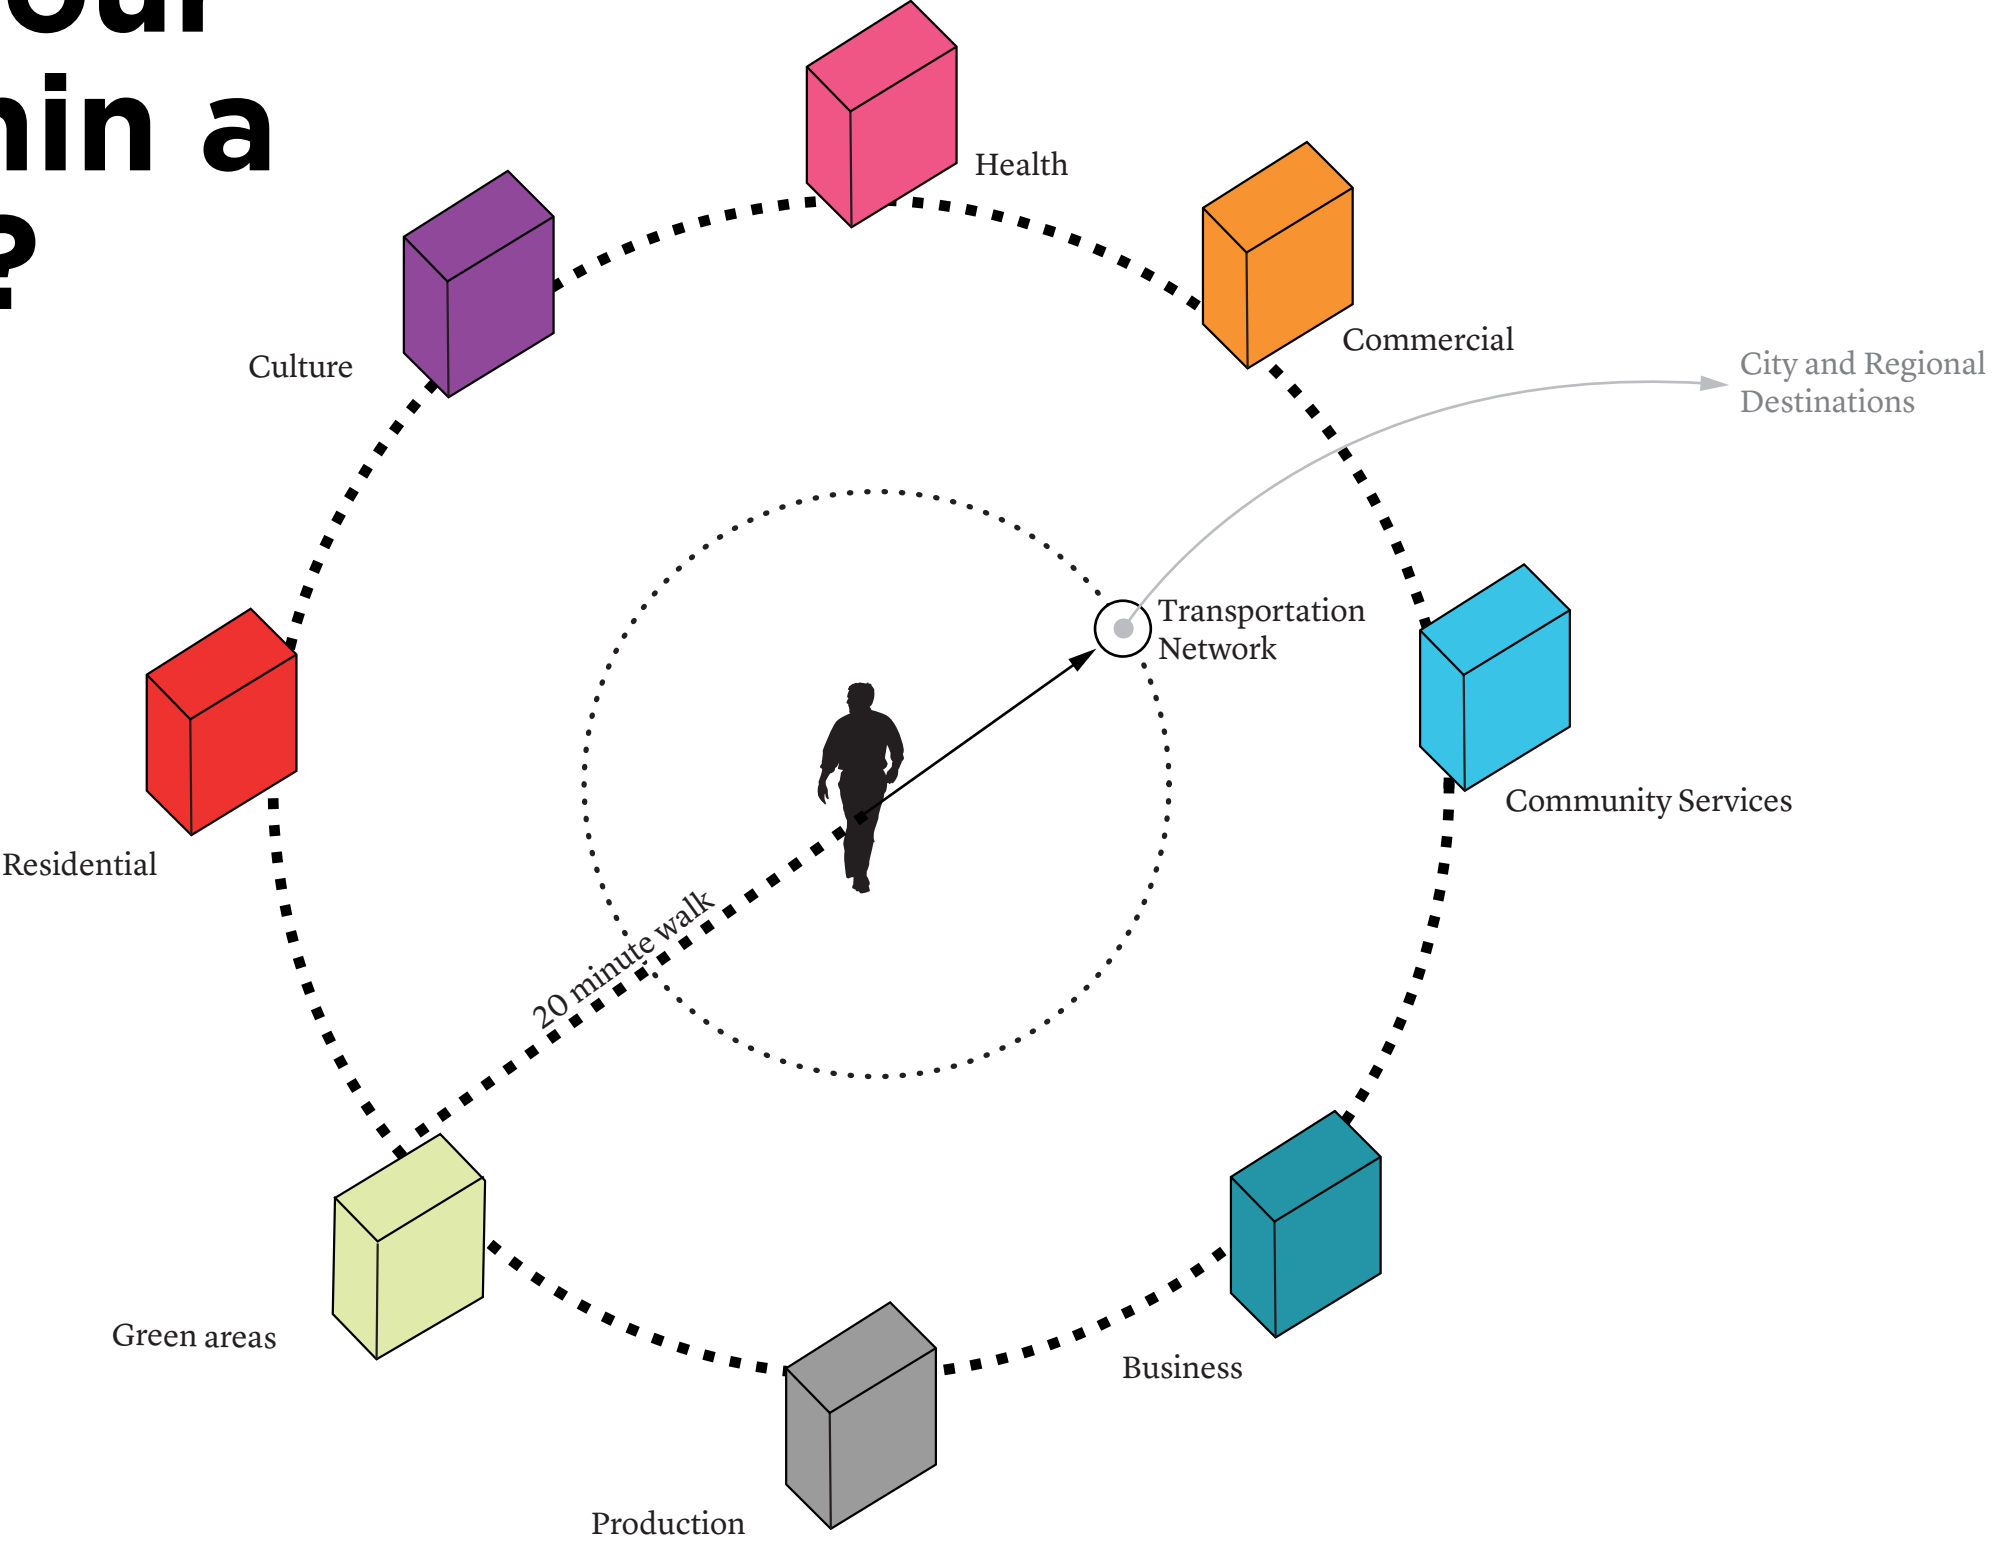 our
hin a
?
Health
Commercial
Culture
City and Regional
Destinations
Transportation
Network
Community Services
Residential
20 minute walk
Green areas
Business
Production